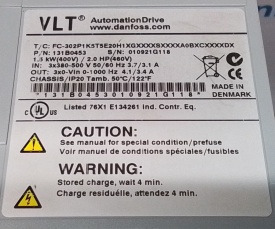 VLT® AutomationDrive
www.danfoss.com
T/C: FC-302P1K5T5E20H1XGXXXXSXXXXA0BXCXXXXDX
P/N: 131B0453 S/N: 010921G118
1.5 kW(400V) / 2.0 HP(460V)
IN: 3x380-500 V 50/60 Hz 3.7/3.1 A
OUT: 3x0-Vin 0-1000 Hz 4.1/3.4 A
CHASSIS/IP20 Tamb. 50°C/122°F
*131B0453010921G118*
MADE IN
DENMARK
Listed 76X1 E134261 Ind. Contr. Eq.
CAUTION:
See manual for special condition/prefuse
Voir manuel de conditions spéciales/fusibles
WARNING:
Stored charge, wait 4 min.
Charge residuélle, attendez 4 min.